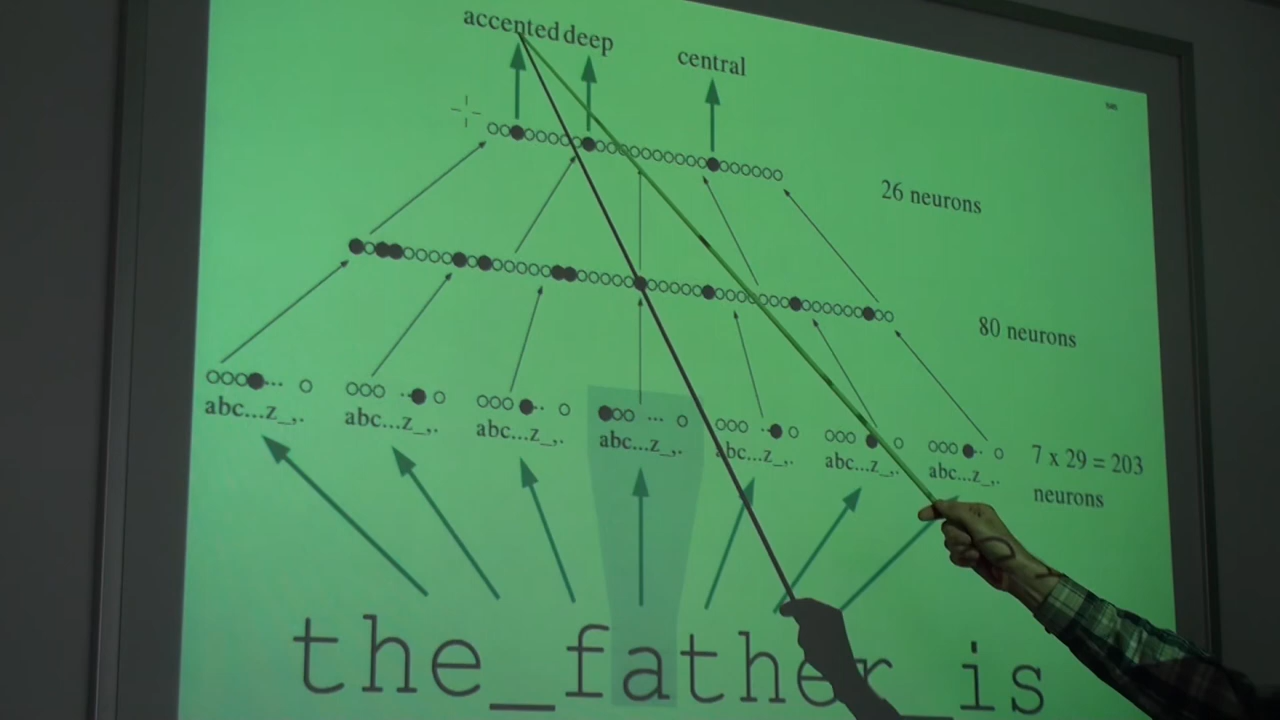 accented deep central
26 neurons
80 neurons
abc...z_,. abc...z_,. abc...z_,. abc...z_,. abc...z_,. abc...z_,. abc...z_,.
7 x 29 = 203
neurons
the_father_is